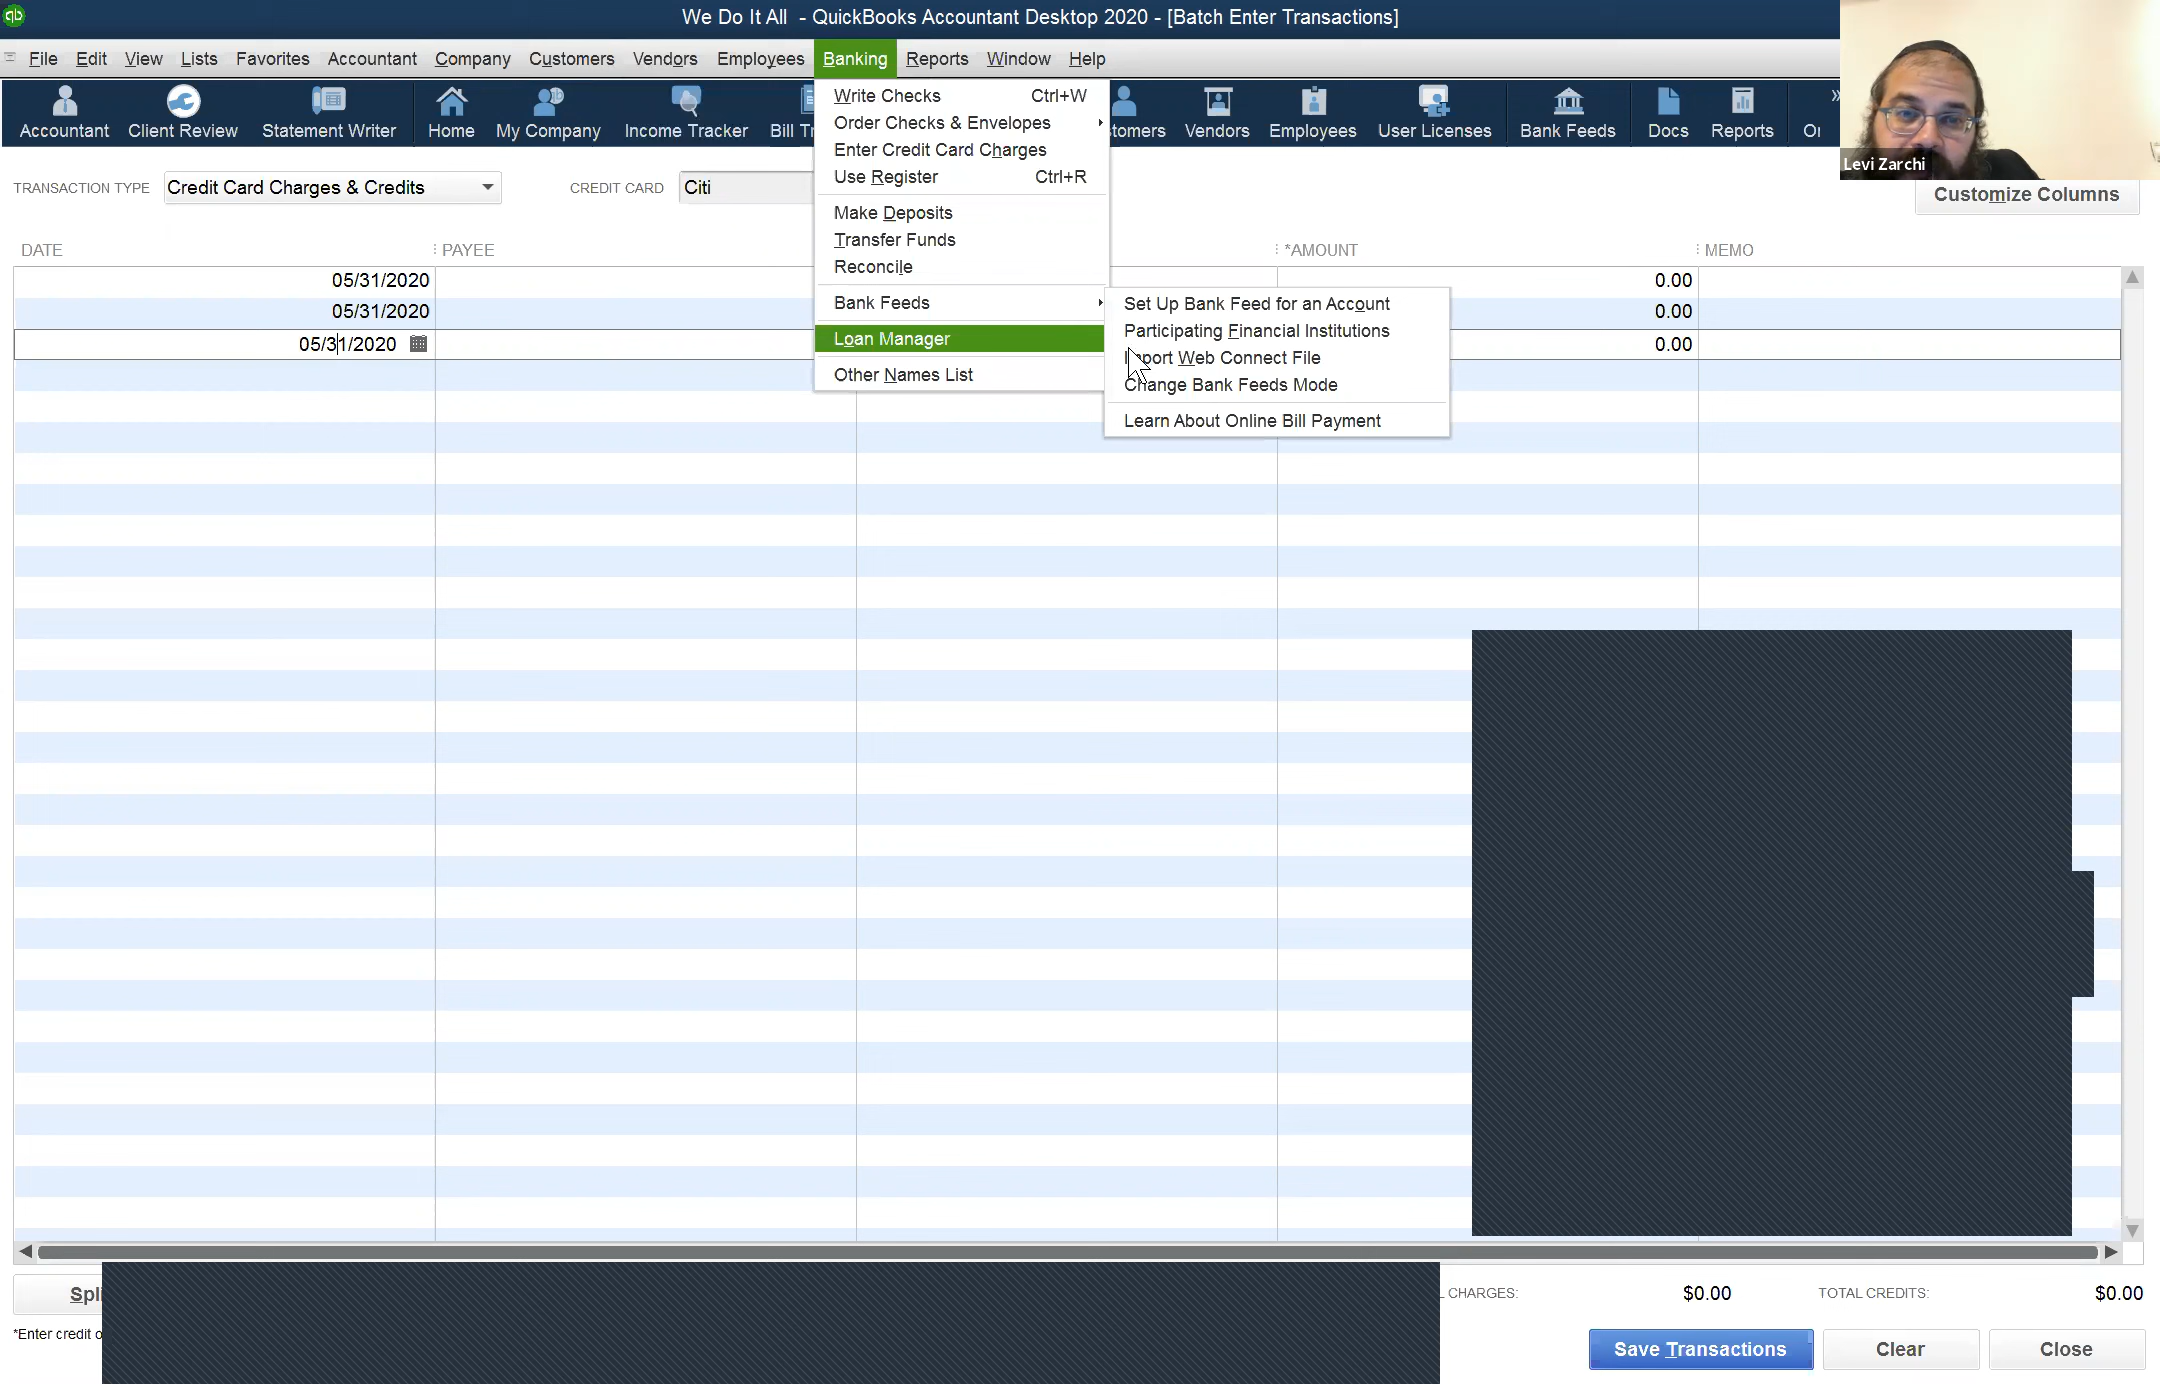 We Do It All - QuickBooks Accountant Desktop 2020 - [Batch Enter Transactions]
File Edit View Lists Favorites Accountant Company Customers Vendors Employees Banking Reports Window Help
Accountant Client Review Statement Writer Home My Company Income Tracker Bill Vendors Employees User Licenses Bank Feeds Docs Reports
Levi Zarchi
Write Checks Ctrl+W
Order Checks & Envelopes
Enter Credit Card Charges
Use Register Ctrl+R
Make Deposits
Transfer Funds
Reconcile
Bank Feeds
Loan Manager
Other Names List
Set Up Bank Feed for an Account
Participating Financial Institutions
Web Connect File
Change Bank Feeds Mode
Learn About Online Bill Payment
TRANSACTION TYPE Credit Card Charges & Credits CREDIT CARD Citi
Customize Columns
DATE PAYEE *AMOUNT MEMO
05/31/2020 0.00
05/31/2020 0.00
05/31/2020 0.00
CHARGES: $0.00 TOTAL CREDITS: $0.00
*Enter credit
Save Transactions Clear Close